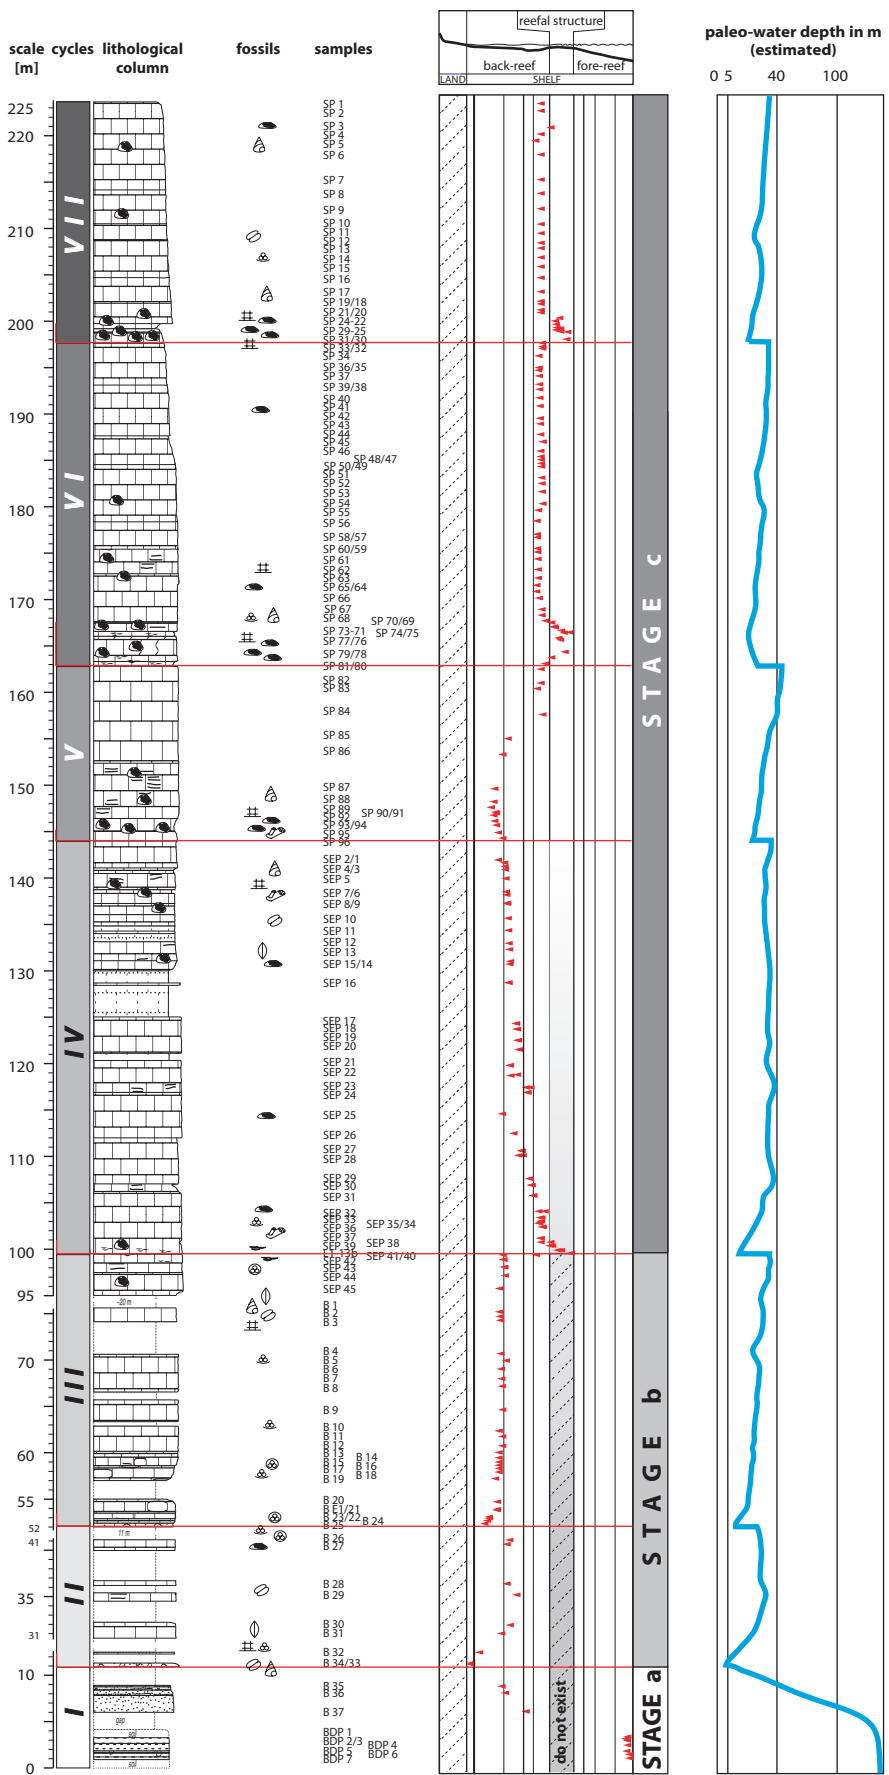 scale
[m]
cycles
lithological
column
fossils
samples
reefal structure
back-reef
fore-reef
LAND
SHELF
paleo-water depth in m
(estimated)
0 5 40 100
225
220
210
200
190
180
170
160
150
140
130
120
110
100
95
70
60
55
52
41
35
31
10
0
VII
VI
V
IV
III
II
I
~20 m
11 m
gap
soil
soil
SP 1
SP 2
SP 3
SP 4
SP 5
SP 6
SP 7
SP 8
SP 9
SP 10
SP 11
SP 12
SP 13
SP 14
SP 15
SP 16
SP 17
SP 19/18
SP 21/20
SP 24-22
SP 29-25
SP 31/30
SP 33/32
SP 34
SP 36/35
SP 37
SP 39/38
SP 40
SP 41
SP 42
SP 43
SP 44
SP 45
SP 46
SP 48/47
SP 50/49
SP 51
SP 52
SP 53
SP 54
SP 55
SP 56
SP 58/57
SP 60/59
SP 61
SP 62
SP 63
SP 65/64
SP 66
SP 67
SP 68 SP 70/69
SP 73-71 SP 74/75
SP 77/76
SP 79/78
SP 81/80
SP 82
SP 83
SP 84
SP 85
SP 86
SP 87
SP 88
SP 89 SP 90/91
SP 92
SP 93/94
SP 95
SP 96
SEP 2/1
SEP 4/3
SEP 5
SEP 7/6
SEP 8/9
SEP 10
SEP 11
SEP 12
SEP 13
SEP 15/14
SEP 16
SEP 17
SEP 18
SEP 19
SEP 20
SEP 21
SEP 22
SEP 23
SEP 24
SEP 25
SEP 26
SEP 27
SEP 28
SEP 29
SEP 30
SEP 31
SEP 32
SEP 33 SEP 35/34
SEP 36
SEP 37
SEP 39 SEP 38
ET 13b SEP 41/40
SEP 42
SEP 43
SEP 44
SEP 45
B 1
B 2
B 3
B 4
B 5
B 6
B 7
B 8
B 9
B 10
B 11
B 12
B 13 B 14
B 15 B 16
B 17 B 18
B 19
B 20
B E1/21
B 23/22 B 24
B 25
B 26
B 27
B 28
B 29
B 30
B 31
B 32
B 34/33
B 35
B 36
B 37
BDP 1
BDP 2/3 BDP 4
BDP 5 BDP 6
BDP 7
do not exist
STAGE c
STAGE b
STAGE a